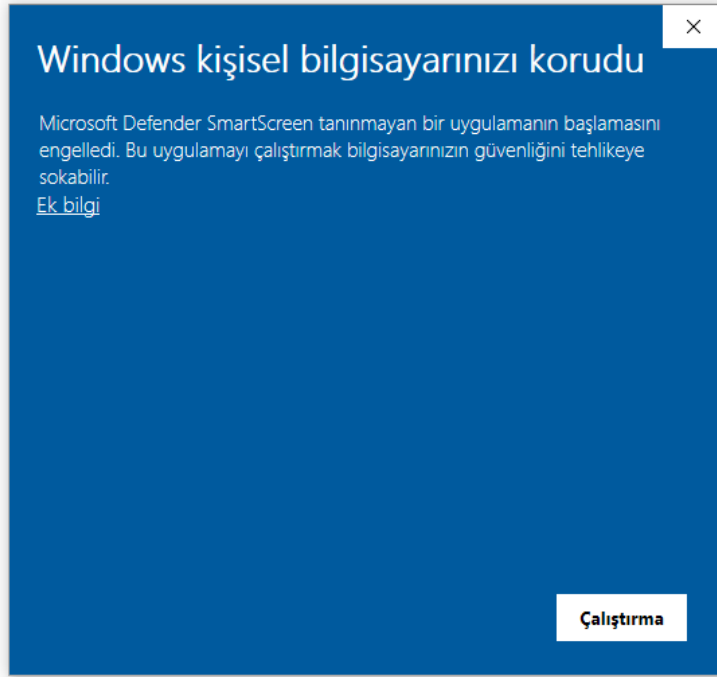 Windows kişisel bilgisayarınızı korudu
Microsoft Defender SmartScreen tanınmayan bir uygulamanın başlamasını
engelledi. Bu uygulamayı çalıştırmak bilgisayarınızın güvenliğini tehlikeye
sokabilir.
Ek bilgi
Çalıştırma